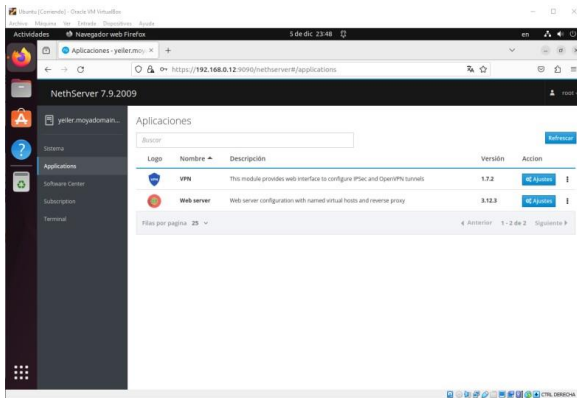 Ubuntu [Corriendo] - Oracle VM VirtualBox
Archivo Máquina Ver Entrada Dispositivos Ayuda
Actividades Navegador web Firefox 5 de dic 23:48 en
Aplicaciones - yeiler.moy
https://192.168.0.12:9090/nethserver#/applications
NethServer 7.9.2009 root
yeiler.moyadomain...
Sistema
Applications
Software Center
Subscription
Terminal
Aplicaciones
Buscar
Refrescar
Logo Nombre Descripción Versión Accion
VPN This module provides web interface to configure IPSec and OpenVPN tunnels 1.7.2 Ajustes
Web server Web server configuration with named virtual hosts and reverse proxy 3.12.3 Ajustes
Filas por pagina 25 Anterior 1 - 2 de 2 Siguiente
CTRL DERECHA